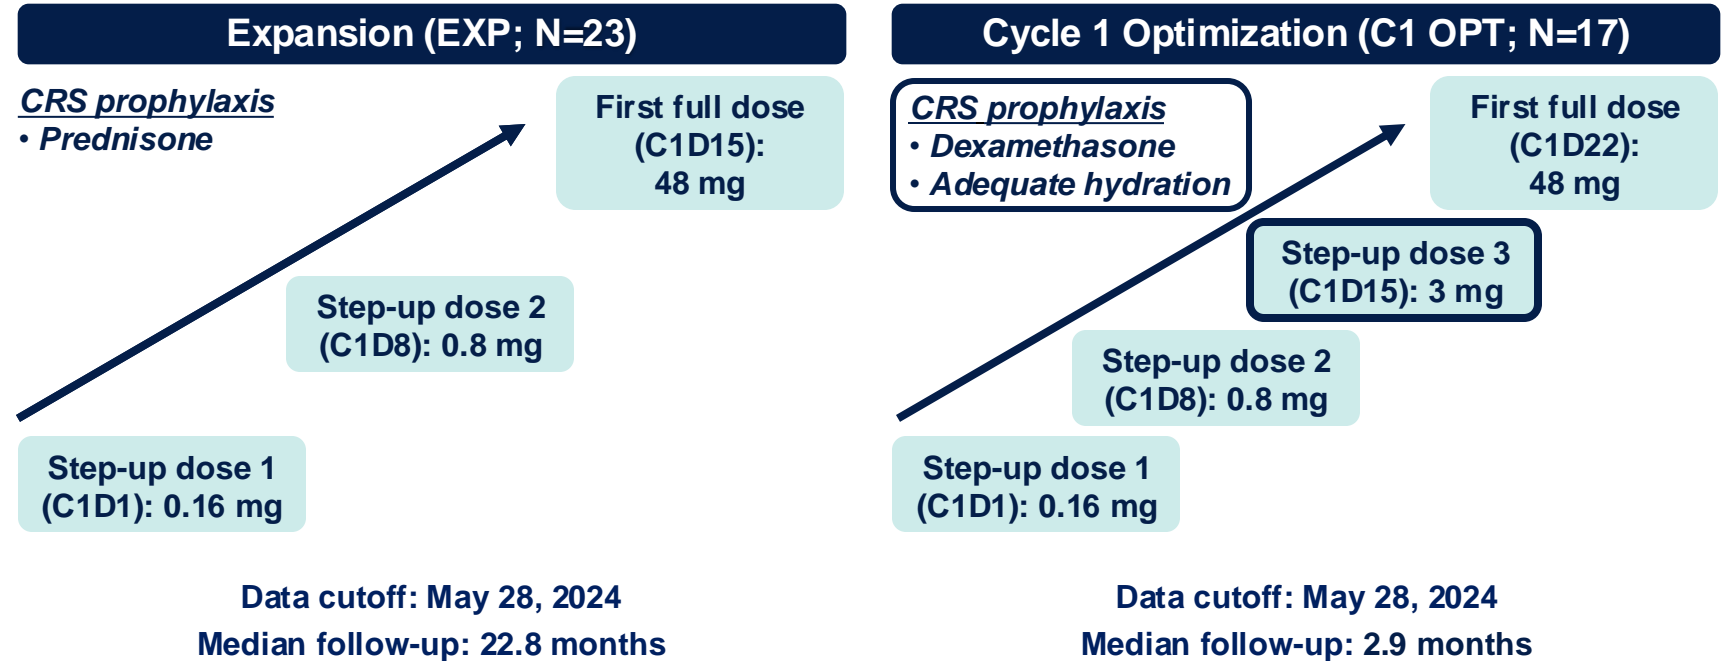 Expansion (EXP; N=23)
CRS prophylaxis
• Prednisone
First full dose
(C1D15):
48 mg
Step-up dose 2
(C1D8): 0.8 mg
Step-up dose 1
(C1D1): 0.16 mg
Data cutoff: May 28, 2024
Median follow-up: 22.8 months
Cycle 1 Optimization (C1 OPT; N=17)
CRS prophylaxis
• Dexamethasone
• Adequate hydration
First full dose
(C1D22):
48 mg
Step-up dose 3
(C1D15): 3 mg
Step-up dose 2
(C1D8): 0.8 mg
Step-up dose 1
(C1D1): 0.16 mg
Data cutoff: May 28, 2024
Median follow-up: 2.9 months